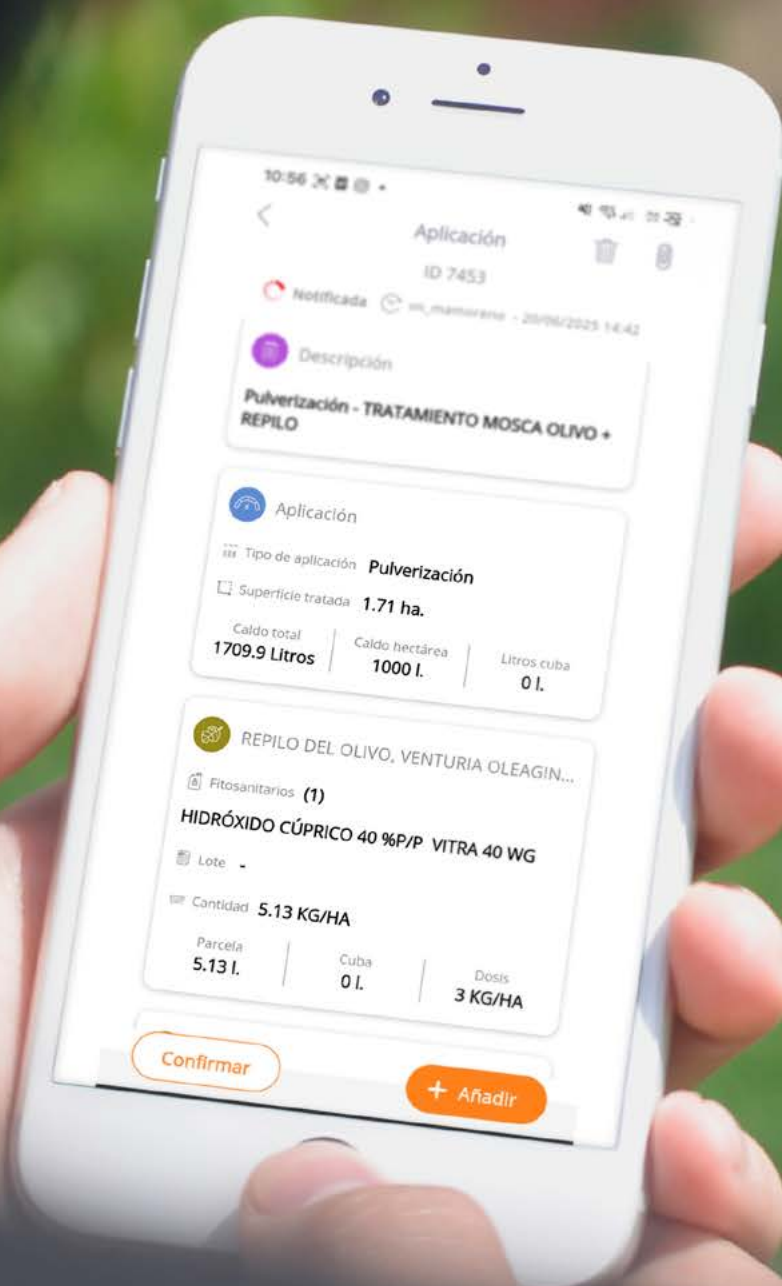 10:56
Aplicación
ID 7453
Notificada - 20/06/2025 14:42
Descripción
Pulverización - TRATAMIENTO MOSCA OLIVO +
REPILO
Aplicación
Tipo de aplicación Pulverización
Superficie tratada 1.71 ha.
Caldo total Caldo hectárea Litros cuba
1709.9 Litros 1000 l. 0 l.
REPILO DEL OLIVO, VENTURIA OLEAGIN...
Fitosanitarios (1)
HIDRÓXIDO CÚPRICO 40 %P/P VITRA 40 WG
Lote -
Cantidad 5.13 KG/HA
Parcela Cuba Dosis
5.13 l. 0 l. 3 KG/HA
Confirmar + Añadir